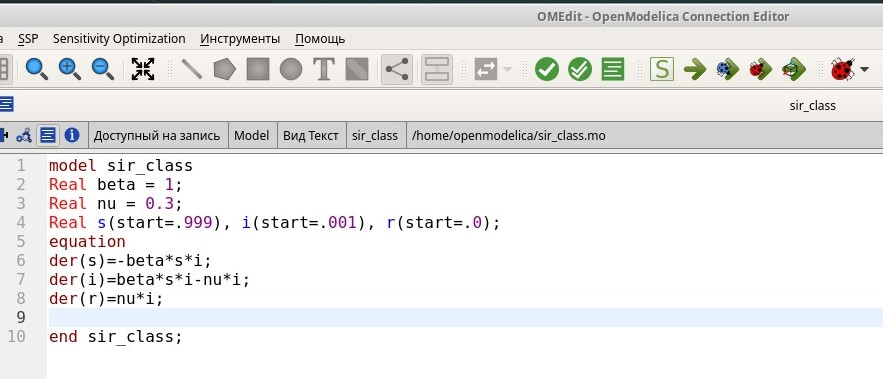 OMEdit - OpenModelica Connection Editor
SSP Sensitivity Optimization Инструменты Помощь
T S
sir_class
i Доступный на запись Model Вид Текст sir_class /home/openmodelica/sir_class.mo
1 model sir_class
2 Real beta = 1;
3 Real nu = 0.3;
4 Real s(start=.999), i(start=.001), r(start=.0);
5 equation
6 der(s)=-beta*s*i;
7 der(i)=beta*s*i-nu*i;
8 der(r)=nu*i;
9
10 end sir_class;